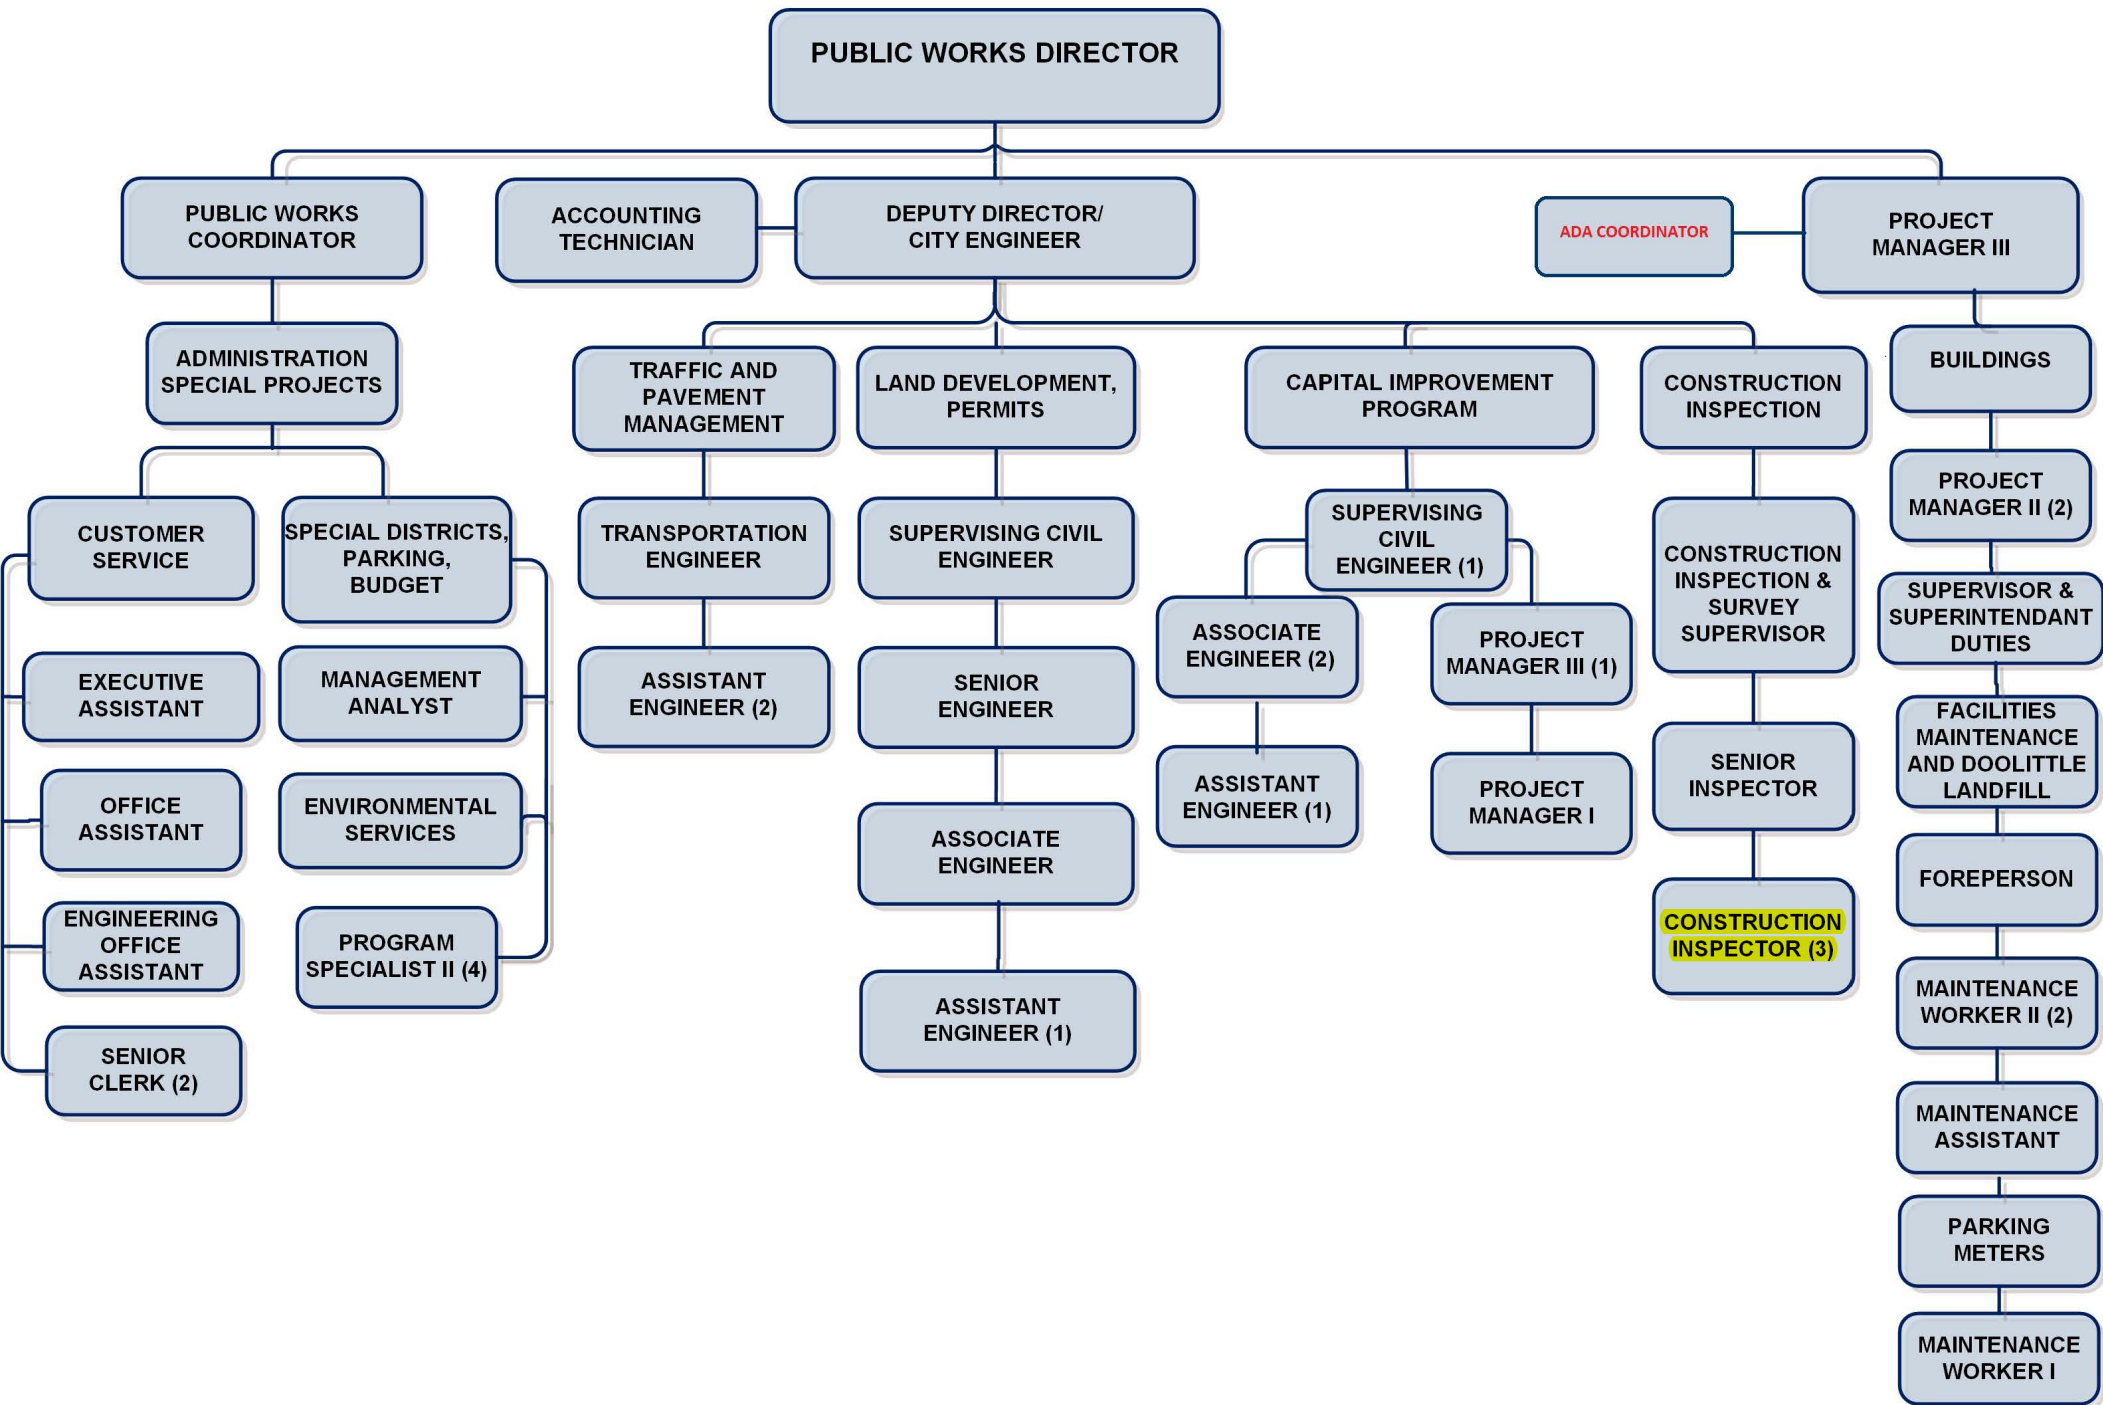 PUBLIC WORKS DIRECTOR
PUBLIC WORKS
COORDINATOR
ACCOUNTING
TECHNICIAN
DEPUTY DIRECTOR/
CITY ENGINEER
ADA COORDINATOR
PROJECT
MANAGER III
ADMINISTRATION
SPECIAL PROJECTS
CUSTOMER
SERVICE
EXECUTIVE
ASSISTANT
OFFICE
ASSISTANT
ENGINEERING
OFFICE
ASSISTANT
SENIOR
CLERK (2)
SPECIAL DISTRICTS,
PARKING,
BUDGET
MANAGEMENT
ANALYST
ENVIRONMENTAL
SERVICES
PROGRAM
SPECIALIST II (4)
TRAFFIC AND
PAVEMENT
MANAGEMENT
TRANSPORTATION
ENGINEER
ASSISTANT
ENGINEER (2)
LAND DEVELOPMENT,
PERMITS
SUPERVISING CIVIL
ENGINEER
SENIOR
ENGINEER
ASSOCIATE
ENGINEER
ASSISTANT
ENGINEER (1)
CAPITAL IMPROVEMENT
PROGRAM
SUPERVISING
CIVIL
ENGINEER (1)
ASSOCIATE
ENGINEER (2)
ASSISTANT
ENGINEER (1)
PROJECT
MANAGER III (1)
PROJECT
MANAGER I
CONSTRUCTION
INSPECTION
CONSTRUCTION
INSPECTION &
SURVEY
SUPERVISOR
SENIOR
INSPECTOR
CONSTRUCTION
INSPECTOR (3)
BUILDINGS
PROJECT
MANAGER II (2)
SUPERVISOR &
SUPERINTENDANT
DUTIES
FACILITIES
MAINTENANCE
AND DOOLITTLE
LANDFILL
FOREPERSON
MAINTENANCE
WORKER II (2)
MAINTENANCE
ASSISTANT
PARKING
METERS
MAINTENANCE
WORKER I